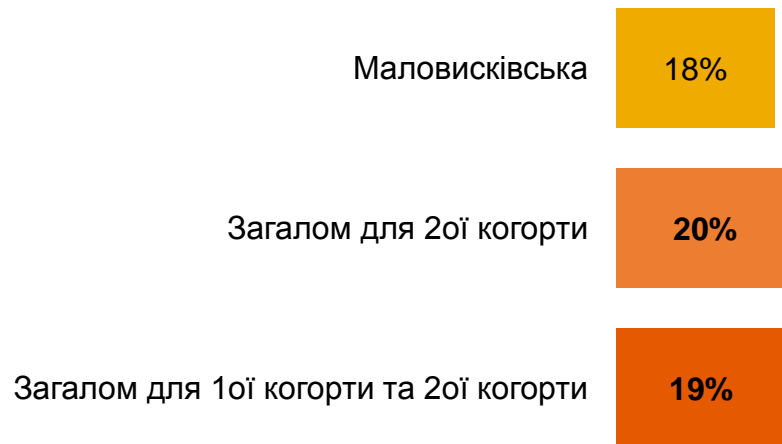 Маловисківська 18%
Загалом для 2ої когорти 20%
Загалом для 1ої когорти та 2ої когорти 19%